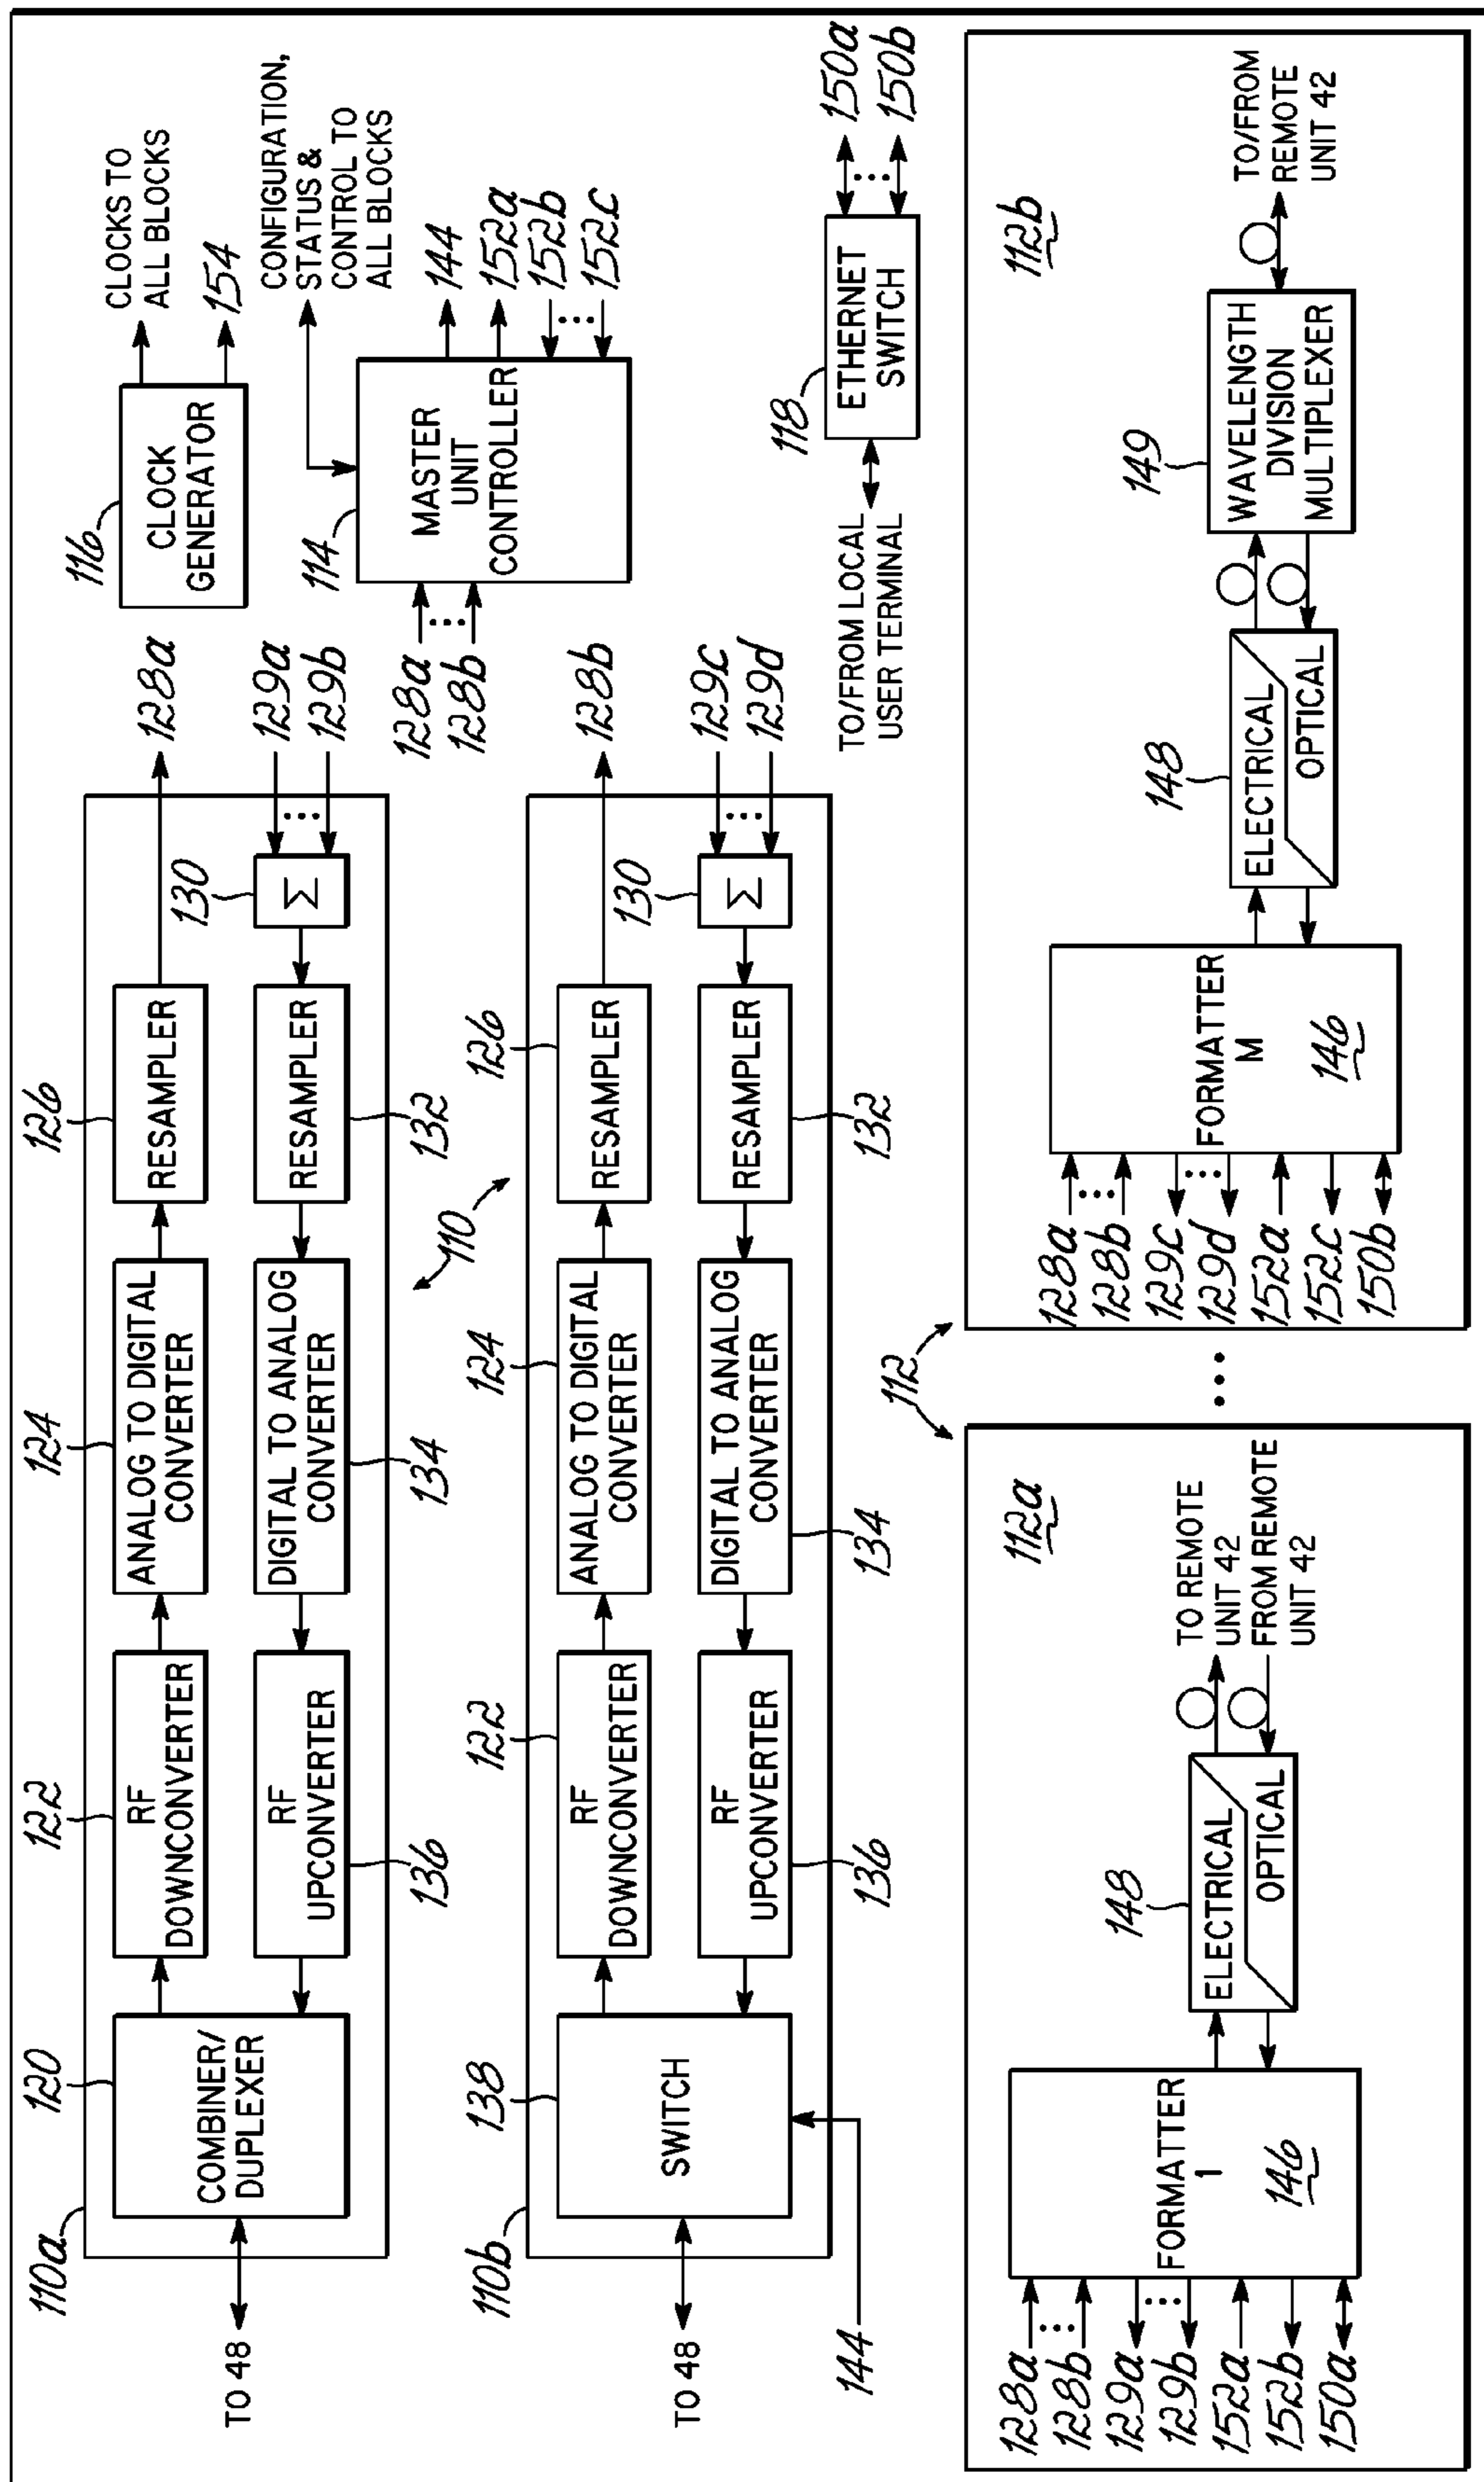 110a
120
122
124
126
130
TO 48
COMBINER/
DUPLEXER
RF
DOWNCONVERTER
ANALOG TO DIGITAL
CONVERTER
RESAMPLER
128a
RF
UPCONVERTER
DIGITAL TO ANALOG
CONVERTER
RESAMPLER
Σ
129a
129b
136
134
132
110
110b
138
122
124
126
130
TO 48
SWITCH
RF
DOWNCONVERTER
ANALOG TO DIGITAL
CONVERTER
RESAMPLER
128b
RF
UPCONVERTER
DIGITAL TO ANALOG
CONVERTER
RESAMPLER
Σ
129c
129d
144
136
134
132
116
CLOCK
GENERATOR
CLOCKS TO
ALL BLOCKS
154
114
MASTER
UNIT
CONTROLLER
128a
128b
CONFIGURATION,
STATUS &
CONTROL TO
ALL BLOCKS
144
152a
152b
152c
118
ETHERNET
SWITCH
TO/FROM LOCAL
USER TERMINAL
150a
150b
112
112a
128a
128b
129a
129b
152a
152b
150a
FORMATTER
1
146
148
ELECTRICAL
OPTICAL
TO REMOTE
UNIT 42
FROM REMOTE
UNIT 42
112b
128a
128b
129c
129d
152a
152c
150b
FORMATTER
M
146
148
ELECTRICAL
OPTICAL
149
WAVELENGTH
DIVISION
MULTIPLEXER
TO/FROM
REMOTE
UNIT 42